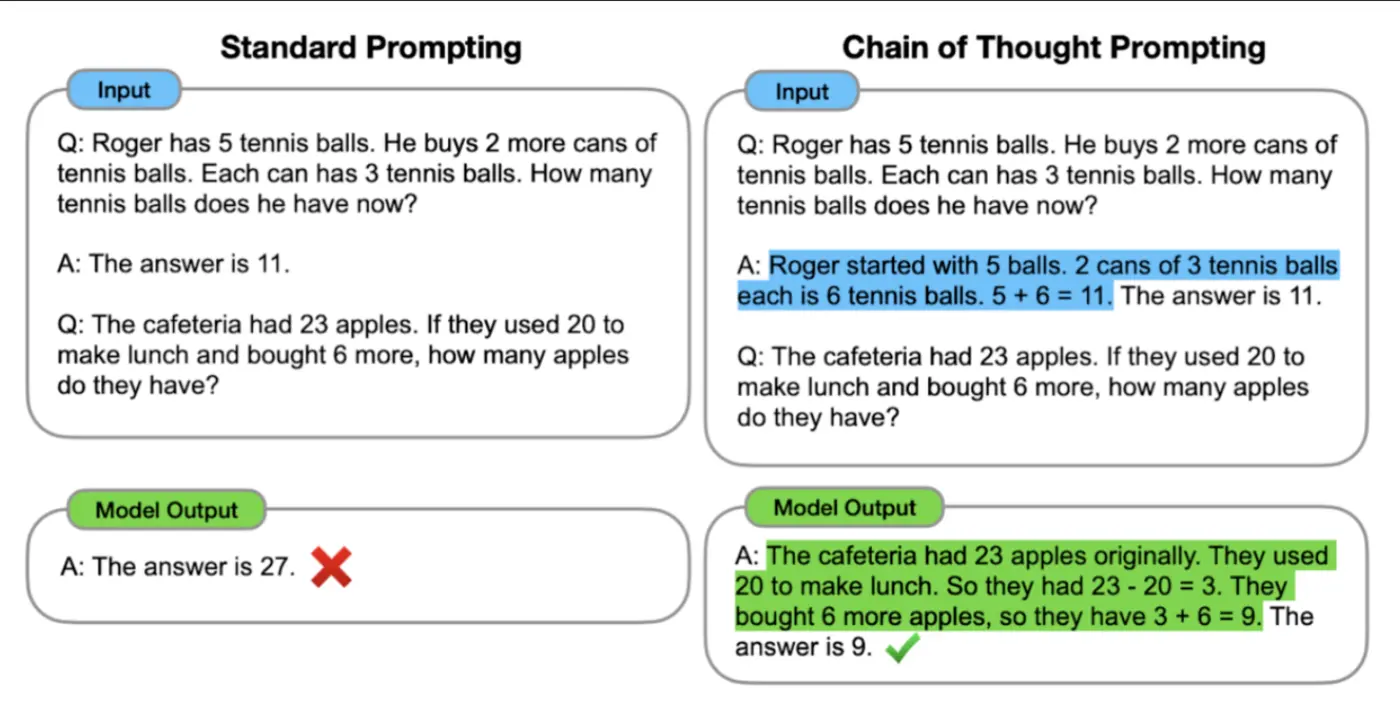 Standard Prompting
Input
Q: Roger has 5 tennis balls. He buys 2 more cans of
tennis balls. Each can has 3 tennis balls. How many
tennis balls does he have now?
A: The answer is 11.
Q: The cafeteria had 23 apples. If they used 20 to
make lunch and bought 6 more, how many apples
do they have?
Model Output
A: The answer is 27.
Chain of Thought Prompting
Input
Q: Roger has 5 tennis balls. He buys 2 more cans of
tennis balls. Each can has 3 tennis balls. How many
tennis balls does he have now?
A: Roger started with 5 balls. 2 cans of 3 tennis balls
each is 6 tennis balls. 5 + 6 = 11. The answer is 11.
Q: The cafeteria had 23 apples. If they used 20 to
make lunch and bought 6 more, how many apples
do they have?
Model Output
A: The cafeteria had 23 apples originally. They used
20 to make lunch. So they had 23 - 20 = 3. They
bought 6 more apples, so they have 3 + 6 = 9. The
answer is 9.